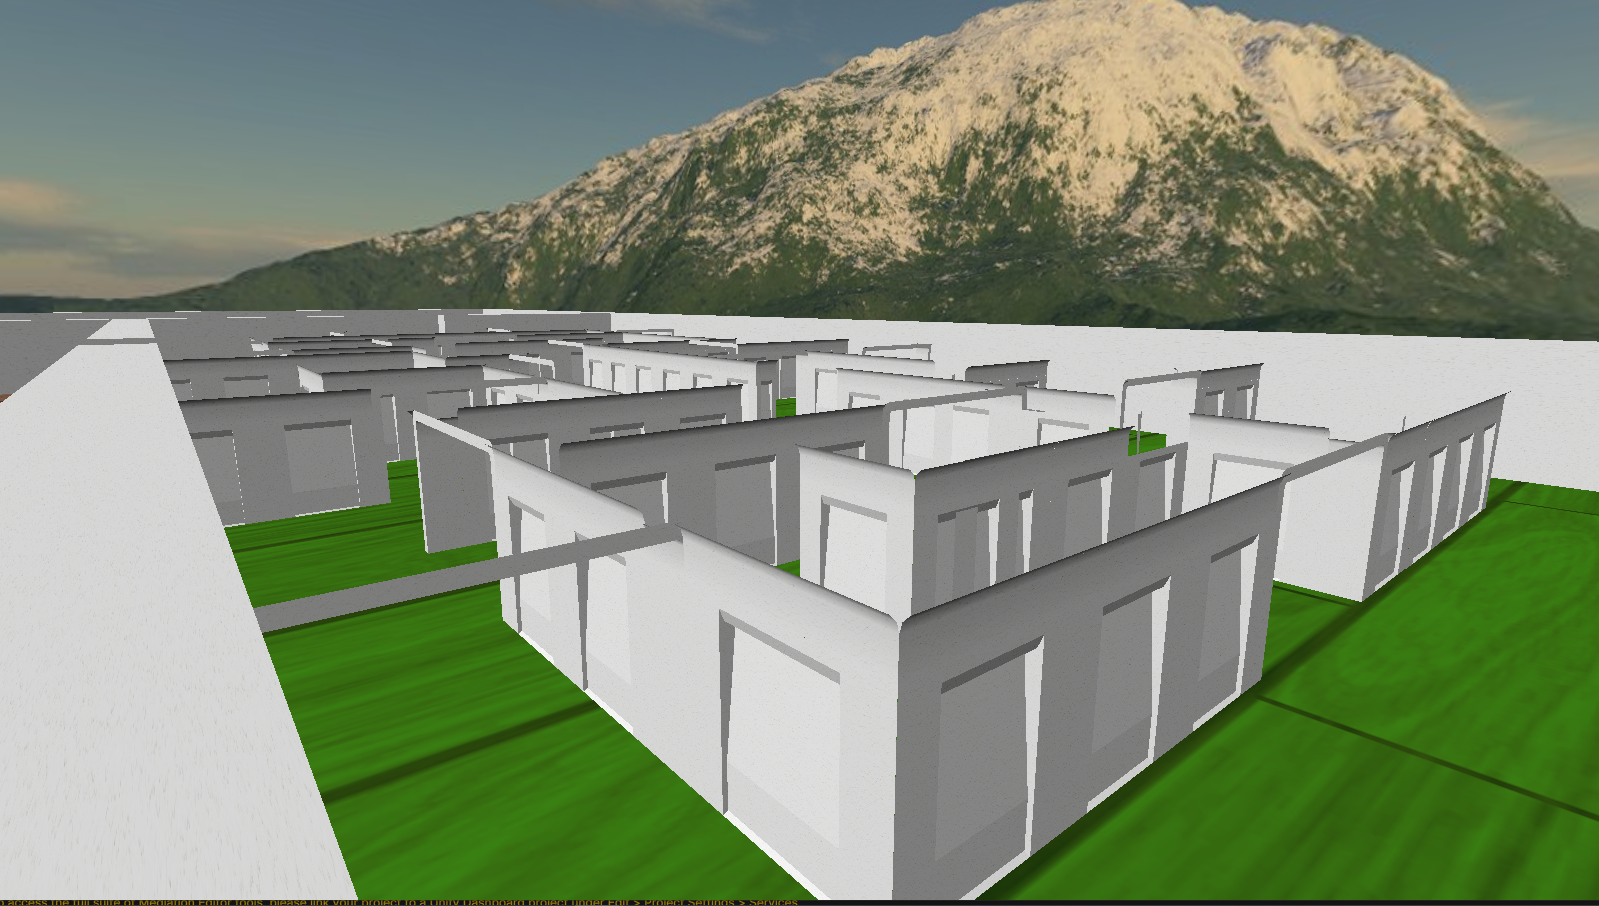 access the full suite of Mediation Editor tools, please link your project to a Unity Dashboard project under Edit > Project Settings > Services